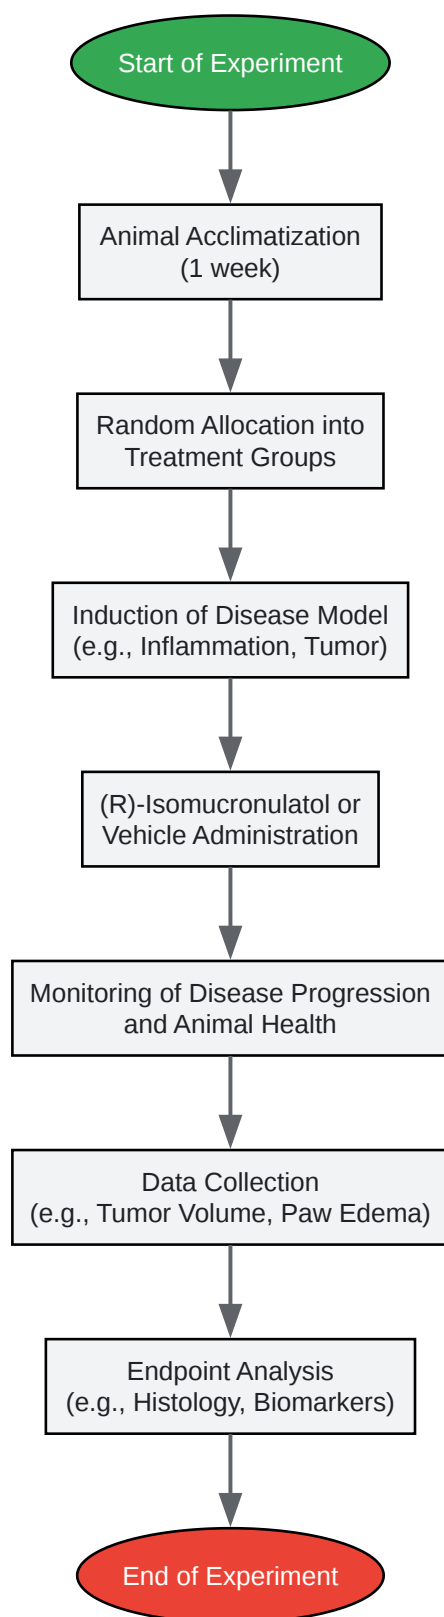 Start of Experiment
Animal Acclimatization
(1 week)
Random Allocation into
Treatment Groups
Induction of Disease Model
(e.g., Inflammation, Tumor)
(R)-Isomucronulatol or
Vehicle Administration
Monitoring of Disease Progression
and Animal Health
Data Collection
(e.g., Tumor Volume, Paw Edema)
Endpoint Analysis
(e.g., Histology, Biomarkers)
End of Experiment